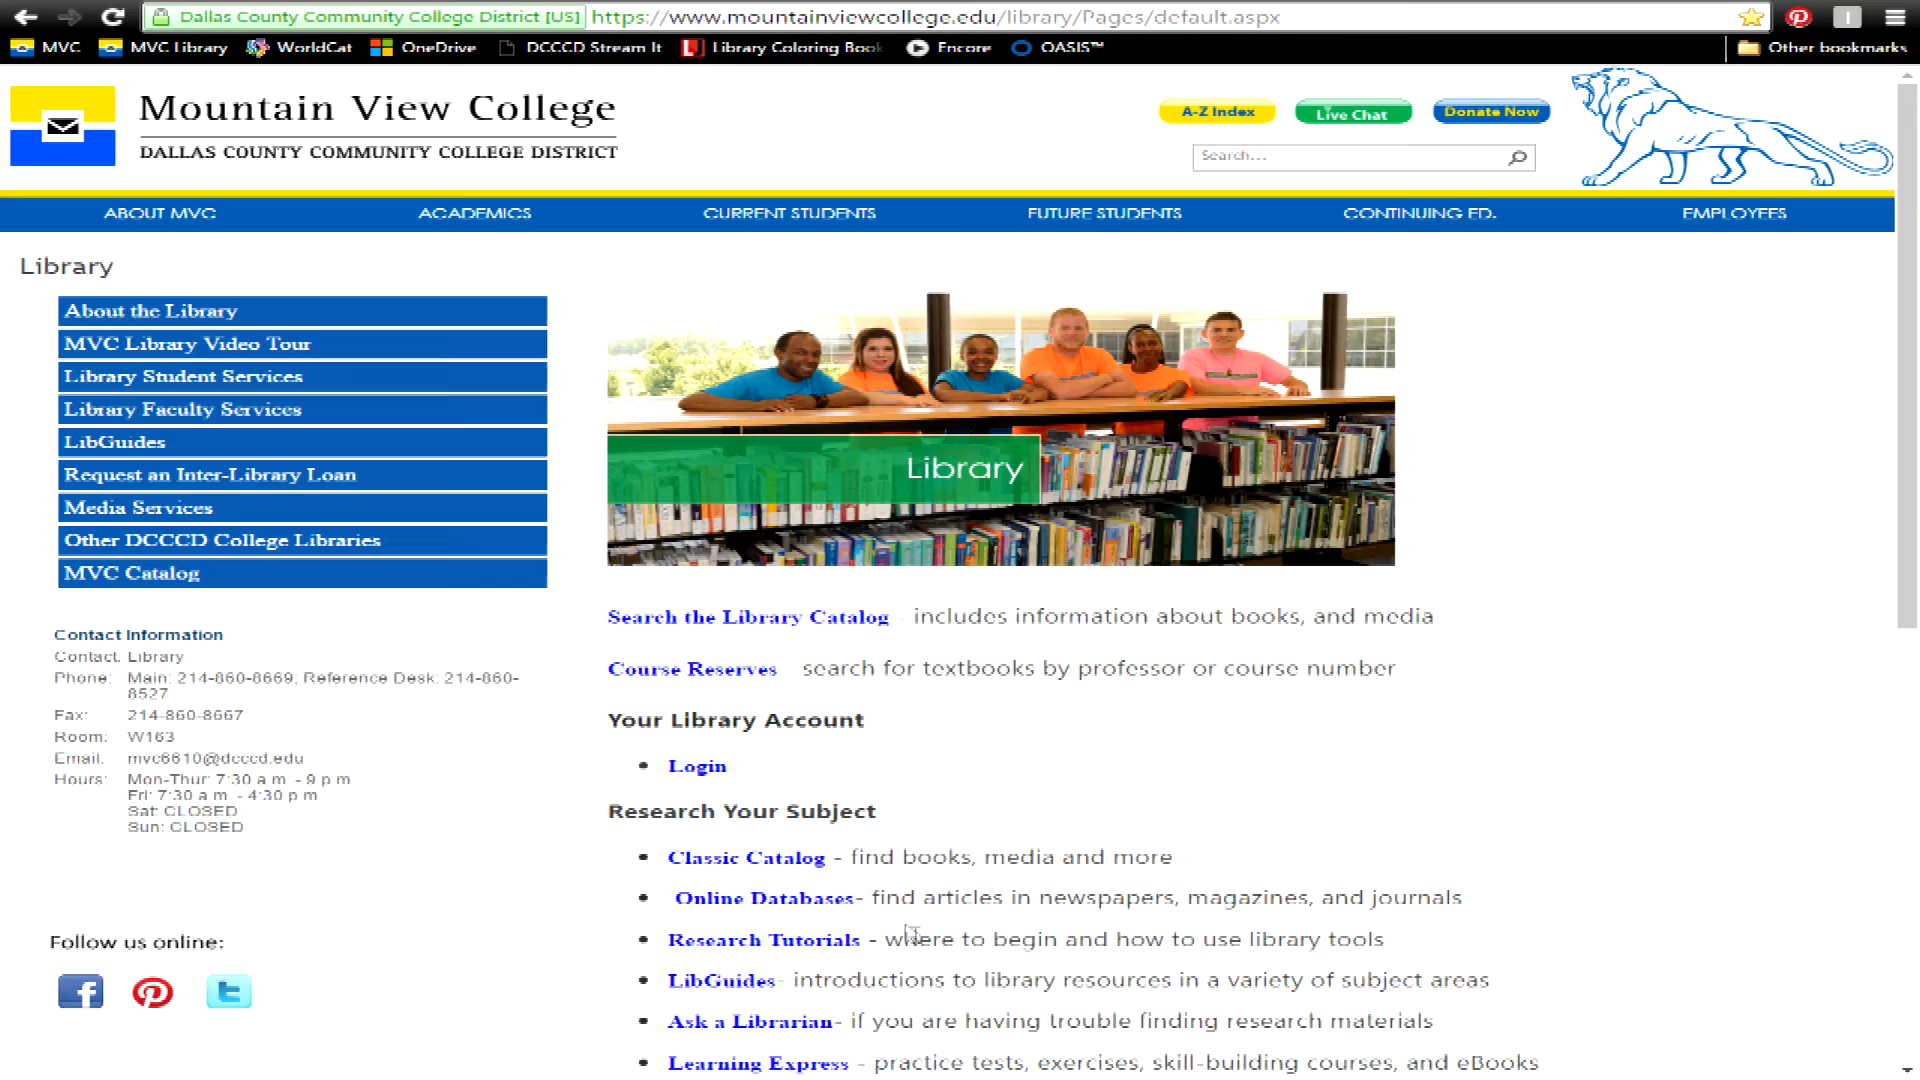 Dallas County Community College District [US] https://www.mountainviewcollege.edu/library/Pages/default.aspx
MVC MVC Library WorldCat OneDrive DCCCD Stream It Library Coloring Book Encore OASIS™ Other bookmarks
Mountain View College
DALLAS COUNTY COMMUNITY COLLEGE DISTRICT
A-Z Index Live Chat Donate Now
Search...
ABOUT MVC ACADEMICS CURRENT STUDENTS FUTURE STUDENTS CONTINUING ED. EMPLOYEES
Library
About the Library
MVC Library Video Tour
Library Student Services
Library Faculty Services
LibGuides
Request an Inter-Library Loan
Media Services
Other DCCCD College Libraries
MVC Catalog
Contact Information
Contact: Library
Phone: Main: 214-860-8669; Reference Desk: 214-860-
8527
Fax: 214-860-8667
Room: W163
Email: mvc6610@dcccd.edu
Hours: Mon-Thur: 7:30 a.m. - 9 p.m.
Fri: 7:30 a.m. - 4:30 p.m.
Sat: CLOSED
Sun: CLOSED
Follow us online:
Library
Search the Library Catalog - includes information about books, and media
Course Reserves - search for textbooks by professor or course number
Your Library Account
• Login
Research Your Subject
• Classic Catalog - find books, media and more
• Online Databases- find articles in newspapers, magazines, and journals
• Research Tutorials - where to begin and how to use library tools
• LibGuides- introductions to library resources in a variety of subject areas
• Ask a Librarian- if you are having trouble finding research materials
• Learning Express - practice tests, exercises, skill-building courses, and eBooks